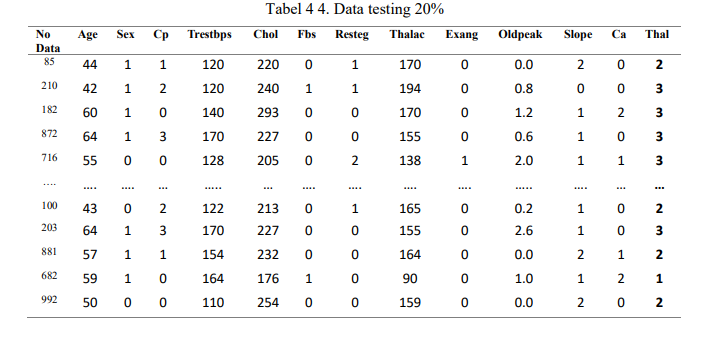 Tabel 4 4. Data testing 20%
No Data Age Sex Cp Trestbps Chol Fbs Resteg Thalac Exang Oldpeak Slope Ca Thal
85 44 1 1 120 220 0 1 170 0 0.0 2 0 2
210 42 1 2 120 240 1 1 194 0 0.8 0 0 3
182 60 1 0 140 293 0 0 170 0 1.2 1 2 3
872 64 1 3 170 227 0 0 155 0 0.6 1 0 3
716 55 0 0 128 205 0 2 138 1 2.0 1 1 3
.... .... .... ... ..... ... .... .... .... .... ..... .... ... ...
100 43 0 2 122 213 0 1 165 0 0.2 1 0 2
203 64 1 3 170 227 0 0 155 0 2.6 1 0 3
881 57 1 1 154 232 0 0 164 0 0.0 2 1 2
682 59 1 0 164 176 1 0 90 0 1.0 1 2 1
992 50 0 0 110 254 0 0 159 0 0.0 2 0 2